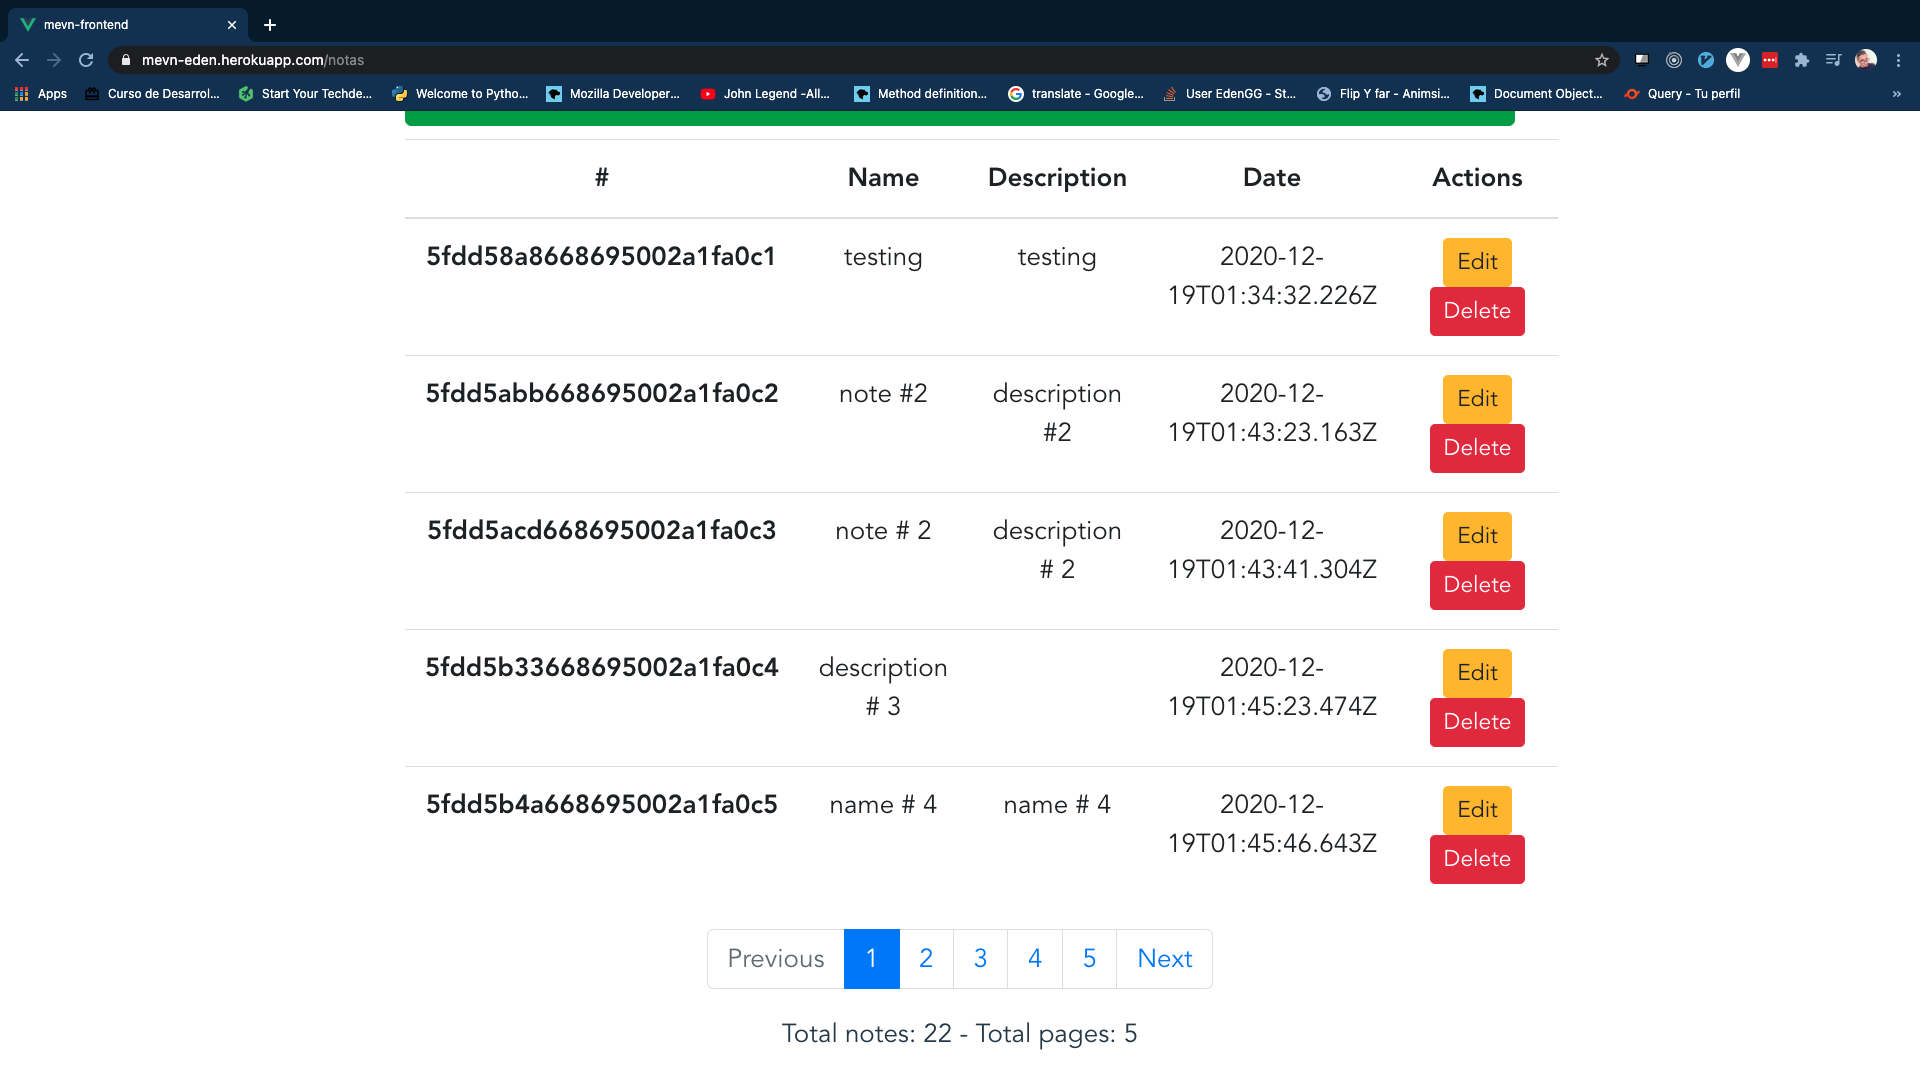 mevn-frontend
mevn-eden.herokuapp.com/notas
Apps Curso de Desarrol... Start Your Techde... Welcome to Pytho... Mozilla Developer... John Legend -All... Method definition... translate - Google... User EdenGG - St... Flip Y far - Animsi... Document Object... Query - Tu perfil »
# Name Description Date Actions
5fdd58a8668695002a1fa0c1 testing testing 2020-12- Edit
19T01:34:32.226Z Delete
5fdd5abb668695002a1fa0c2 note #2 description 2020-12- Edit
#2 19T01:43:23.163Z Delete
5fdd5acd668695002a1fa0c3 note # 2 description 2020-12- Edit
# 2 19T01:43:41.304Z Delete
5fdd5b33668695002a1fa0c4 description 2020-12- Edit
# 3 19T01:45:23.474Z Delete
5fdd5b4a668695002a1fa0c5 name # 4 name # 4 2020-12- Edit
19T01:45:46.643Z Delete
Previous 1 2 3 4 5 Next
Total notes: 22 - Total pages: 5